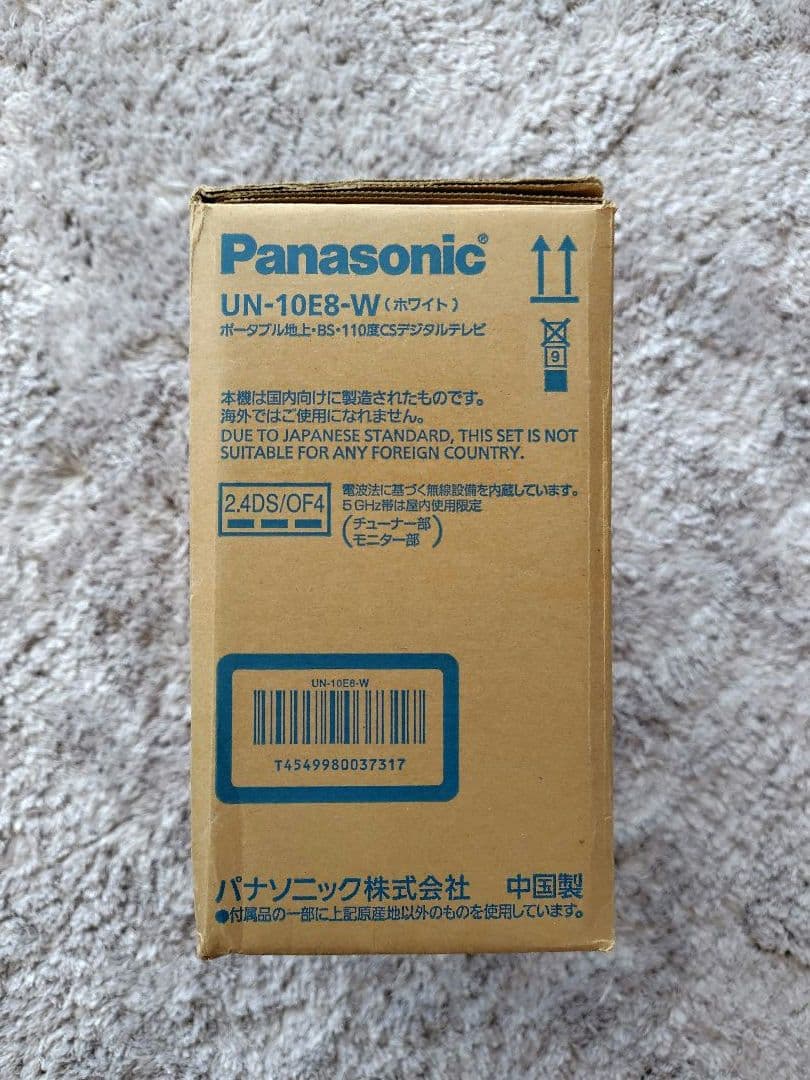 Panasonic®
UN-10E8-W(ホワイト)
ポータブル地上・BS・110度CSデジタルテレビ
9
本機は国内向けに製造されたものです。
海外ではご使用になれません。
DUE TO JAPANESE STANDARD, THIS SET IS NOT
SUITABLE FOR ANY FOREIGN COUNTRY.
2.4DS/OF4
電波法に基づく無線設備を内蔵しています。
5GHz帯は屋内使用限定
(チューナー部
モニター部)
UN-10E8-W
T4549980037317
パナソニック株式会社 中国製
●付属品の一部に上記原産地以外のものを使用しています。